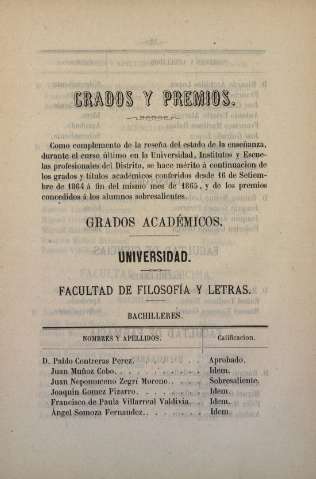 GRADOS Y PREMIOS.
Como complemento de la reseña del estado de la enseñanza,
durante el curso último en la Universidad, Institutos y Escue-
las profesionales del Distrito, se hace mérito á continuacion de
los grados y títulos académicos conferidos desde 16 de Setiem-
bre de 1864 á fin del mismo mes de 1865, y de los premios
concedidos á los alumnos sobresalientes.
GRADOS ACADÉMICOS.
UNIVERSIDAD.
FACULTAD DE FILOSOFÍA Y LETRAS.
BACHILLERES.
NOMBRES Y APELLIDOS. Calificacion.
D. Pablo Contreras Perez. Aprobado.
Juan Muñoz Cobo. Idem.
Juan Nepomuceno Zegrí Moreno. Sobresaliente.
Joaquin Gomez Pizarro. Idem.
Francisco de Paula Villarreal Valdivia. Idem.
Ángel Somoza Fernandez. Idem.